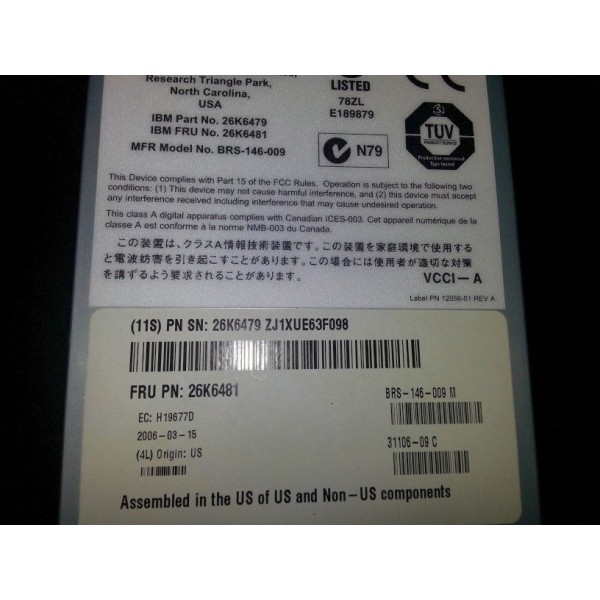 Research Triangle Park,
North Carolina,
USA
IBM Part No. 26K6479
IBM FRU No. 26K6481
MFR Model No. BRS-146-009
LISTED
78ZL
E189879
N79
TÜV
PRODUCT SERVICE
Production monitored
Type tested
This Device complies with Part 15 of the FCC Rules. Operation is subject to the following two
conditions: (1) This device may not cause harmful interference, and (2) this device must accept
any interference received including interference that may cause undesired operation.
This class A digital apparatus complies with Canadian ICES-003. Cet appareil numérique de la
classe A est conforme à la norme NMB-003 du Canada.
この装置は、クラスA情報技術装置です。この装置を家庭環境で使用する
と電波妨害を引き起こすことがあります。この場合には使用者が適切な対策
を講ずるよう要求されることがあります。
VCCI-A
Label PN 12056-01 REV A
(11S) PN SN: 26K6479 ZJ1XUE63F098
FRU PN: 26K6481
BRS-146-009 M
EC: H19677D
2006-03-15
31106-09 C
(4L) Origin: US
Assembled in the US of US and Non-US components